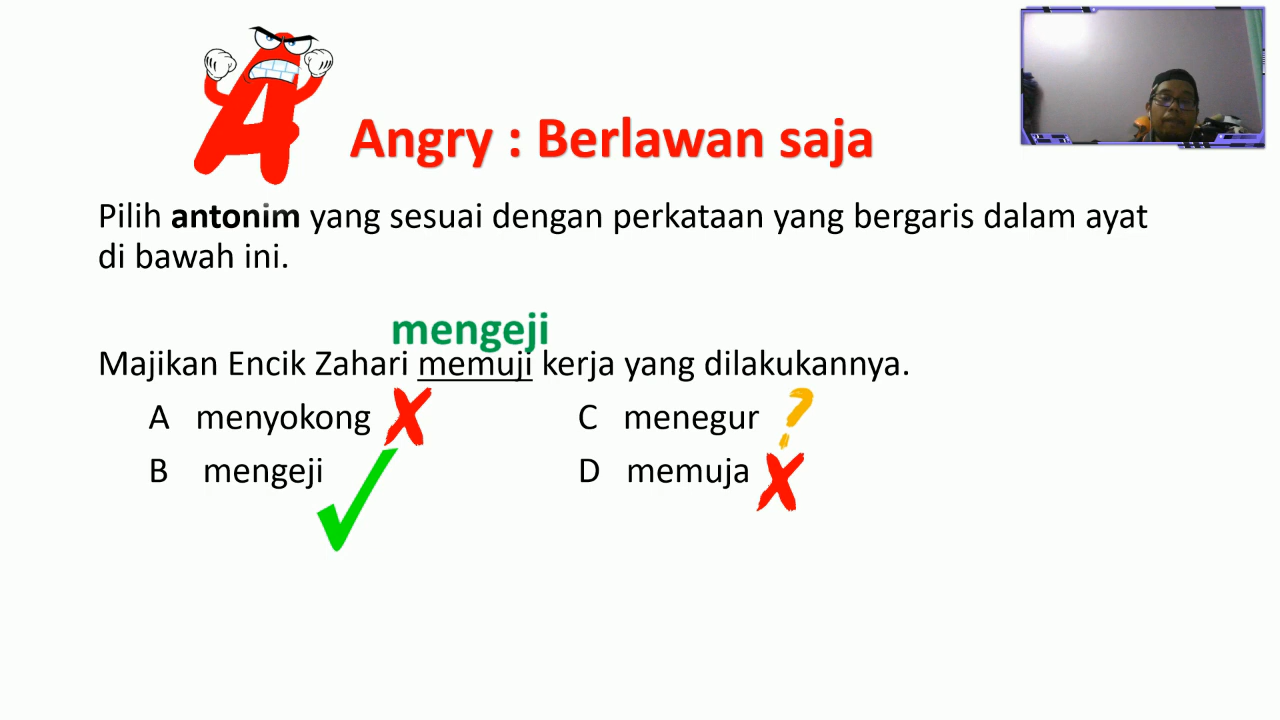 Angry : Berlawan saja
Pilih antonim yang sesuai dengan perkataan yang bergaris dalam ayat
di bawah ini.
mengeji
Majikan Encik Zahari memuji kerja yang dilakukannya.
A menyokong
C menegur ?
B mengeji
D memuja